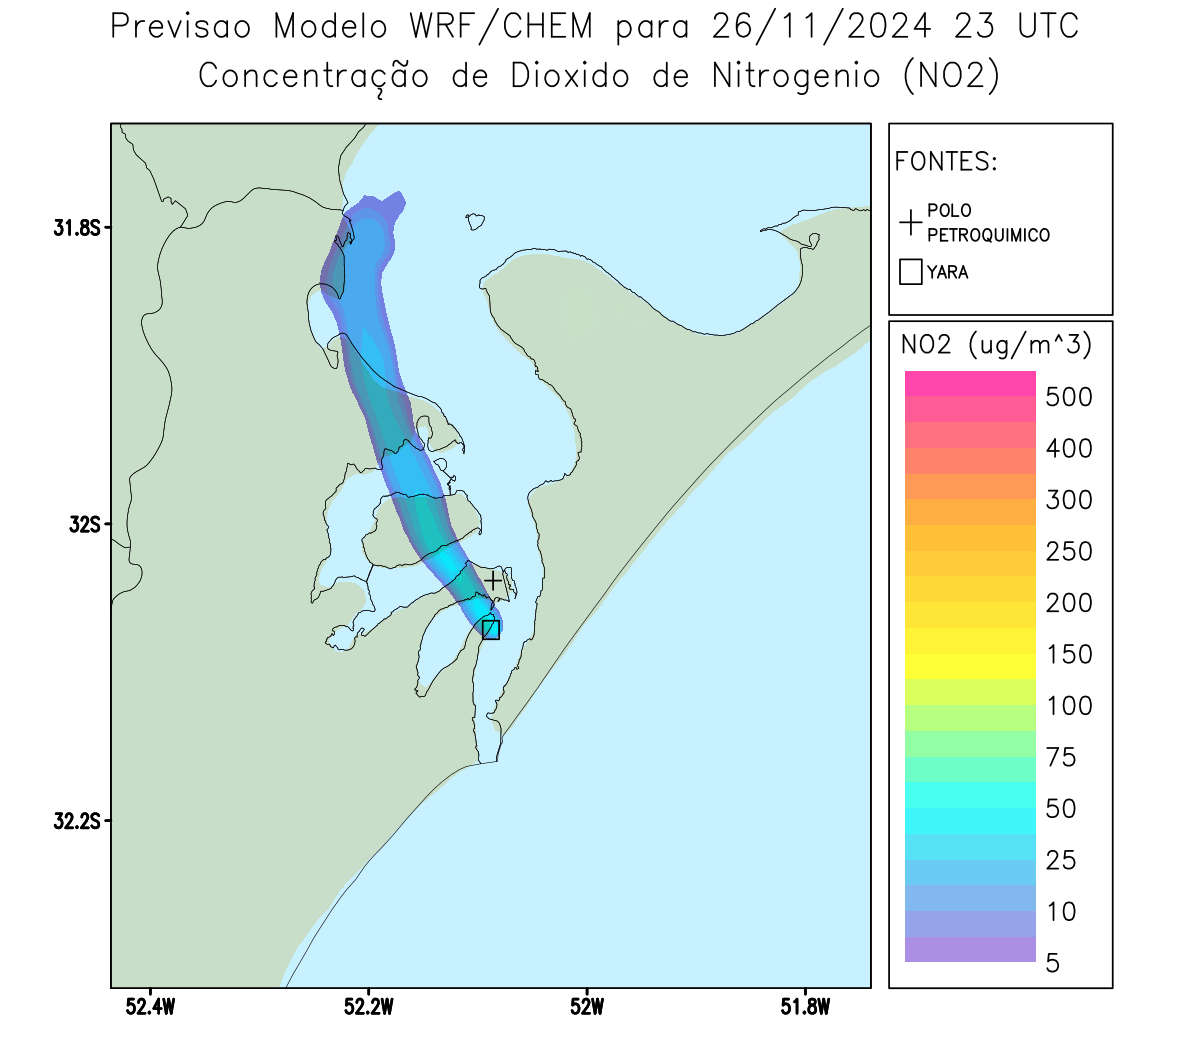 Previsao Modelo WRF/CHEM para 26/11/2024 23 UTC
Concentração de Dioxido de Nitrogenio (NO2)
FONTES:
POLO
PETROQUIMICO
YARA
31.8S
32S
32.2S
52.4W
52.2W
52W
51.8W
NO2 (ug/m^3)
500
400
300
250
200
150
100
75
50
25
10
5